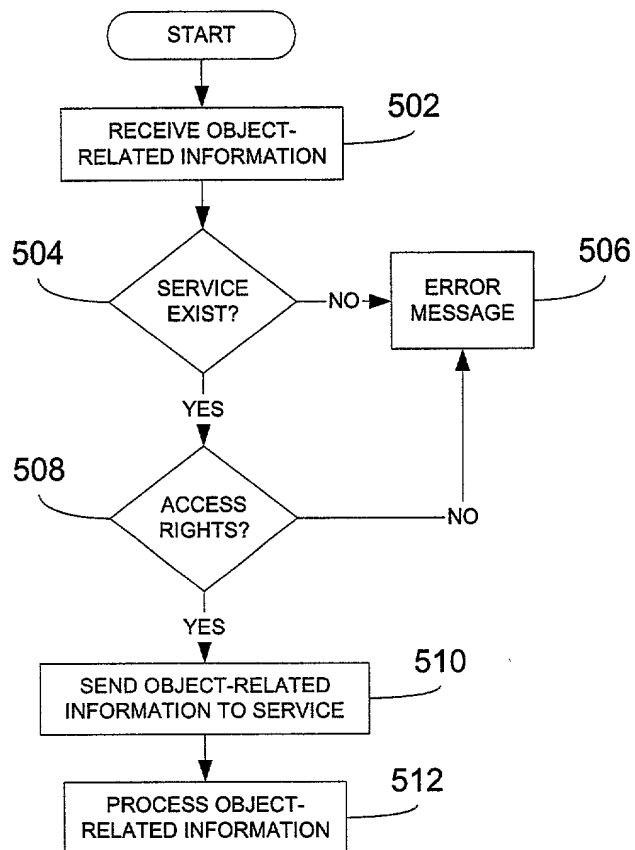 START
RECEIVE OBJECT-
RELATED INFORMATION
502
504
SERVICE
EXIST?
NO
ERROR
MESSAGE
506
YES
508
ACCESS
RIGHTS?
NO
YES
SEND OBJECT-RELATED
INFORMATION TO SERVICE
510
PROCESS OBJECT-
RELATED INFORMATION
512